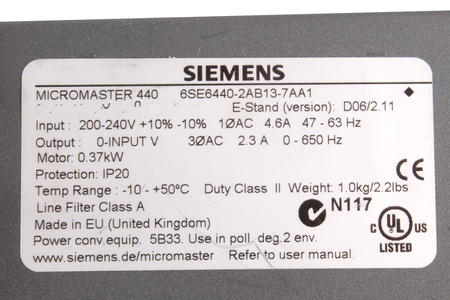 SIEMENS
MICROMASTER 440 6SE6440-2AB13-7AA1
E-Stand (version): D06/2.11
Input : 200-240V +10% -10% 1ØAC 4.6A 47 - 63 Hz
Output : 0-INPUT V 3ØAC 2.3 A 0 - 650 Hz
Motor: 0.37kW
Protection: IP20
Temp Range : -10 - +50°C Duty Class II Weight: 1.0kg/2.2lbs
Line Filter Class A
Made in EU (United Kingdom)
Power conv.equip. 5B33. Use in poll. deg.2 env.
www.siemens.de/micromaster Refer to user manual.
CE
N117
C UL US
LISTED